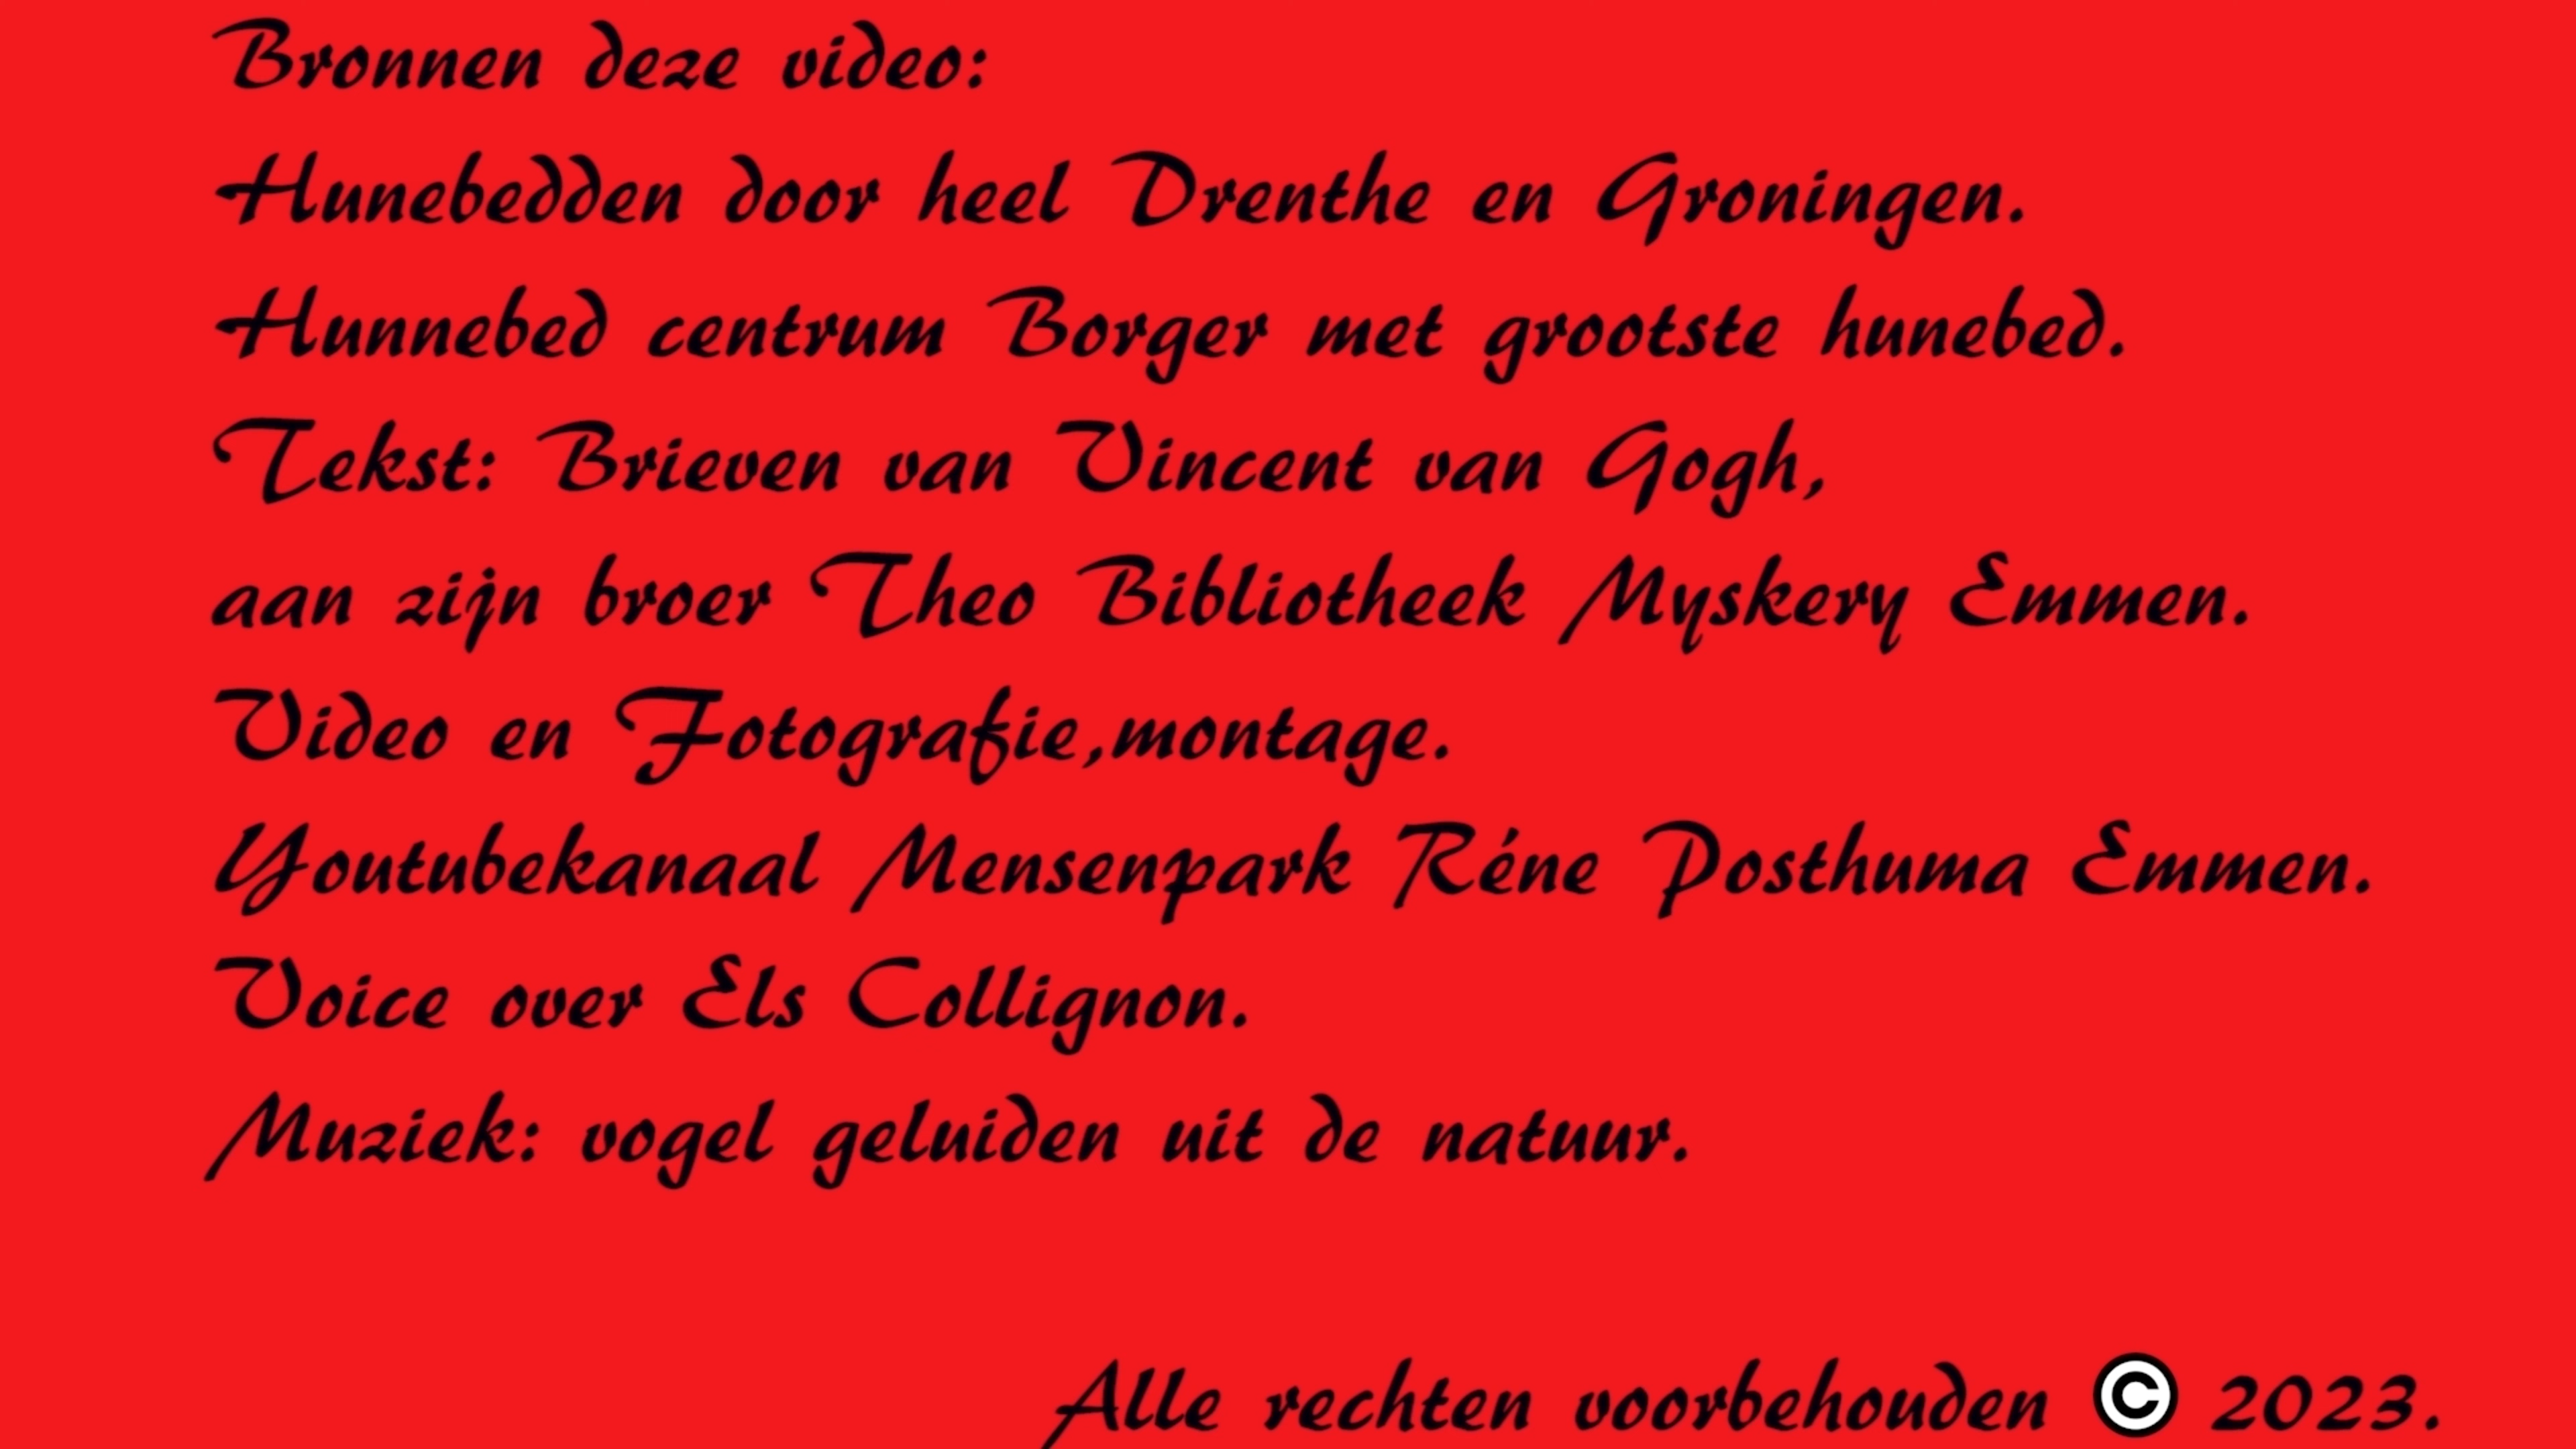 Bronnen deze video:
Hunebedden door heel Drenthe en Groningen.
Hunnebed centrum Borger met grootste hunebed.
Tekst: Brieven van Vincent van Gogh,
aan zijn broer Theo Bibliotheek Myskery Emmen.
Video en Fotografie,montage.
Youtubekanaal Mensenpark Réne Posthuma Emmen.
Voice over Els Collignon.
Muziek: vogel geluiden uit de natuur.
Alle rechten voorbehouden © 2023.